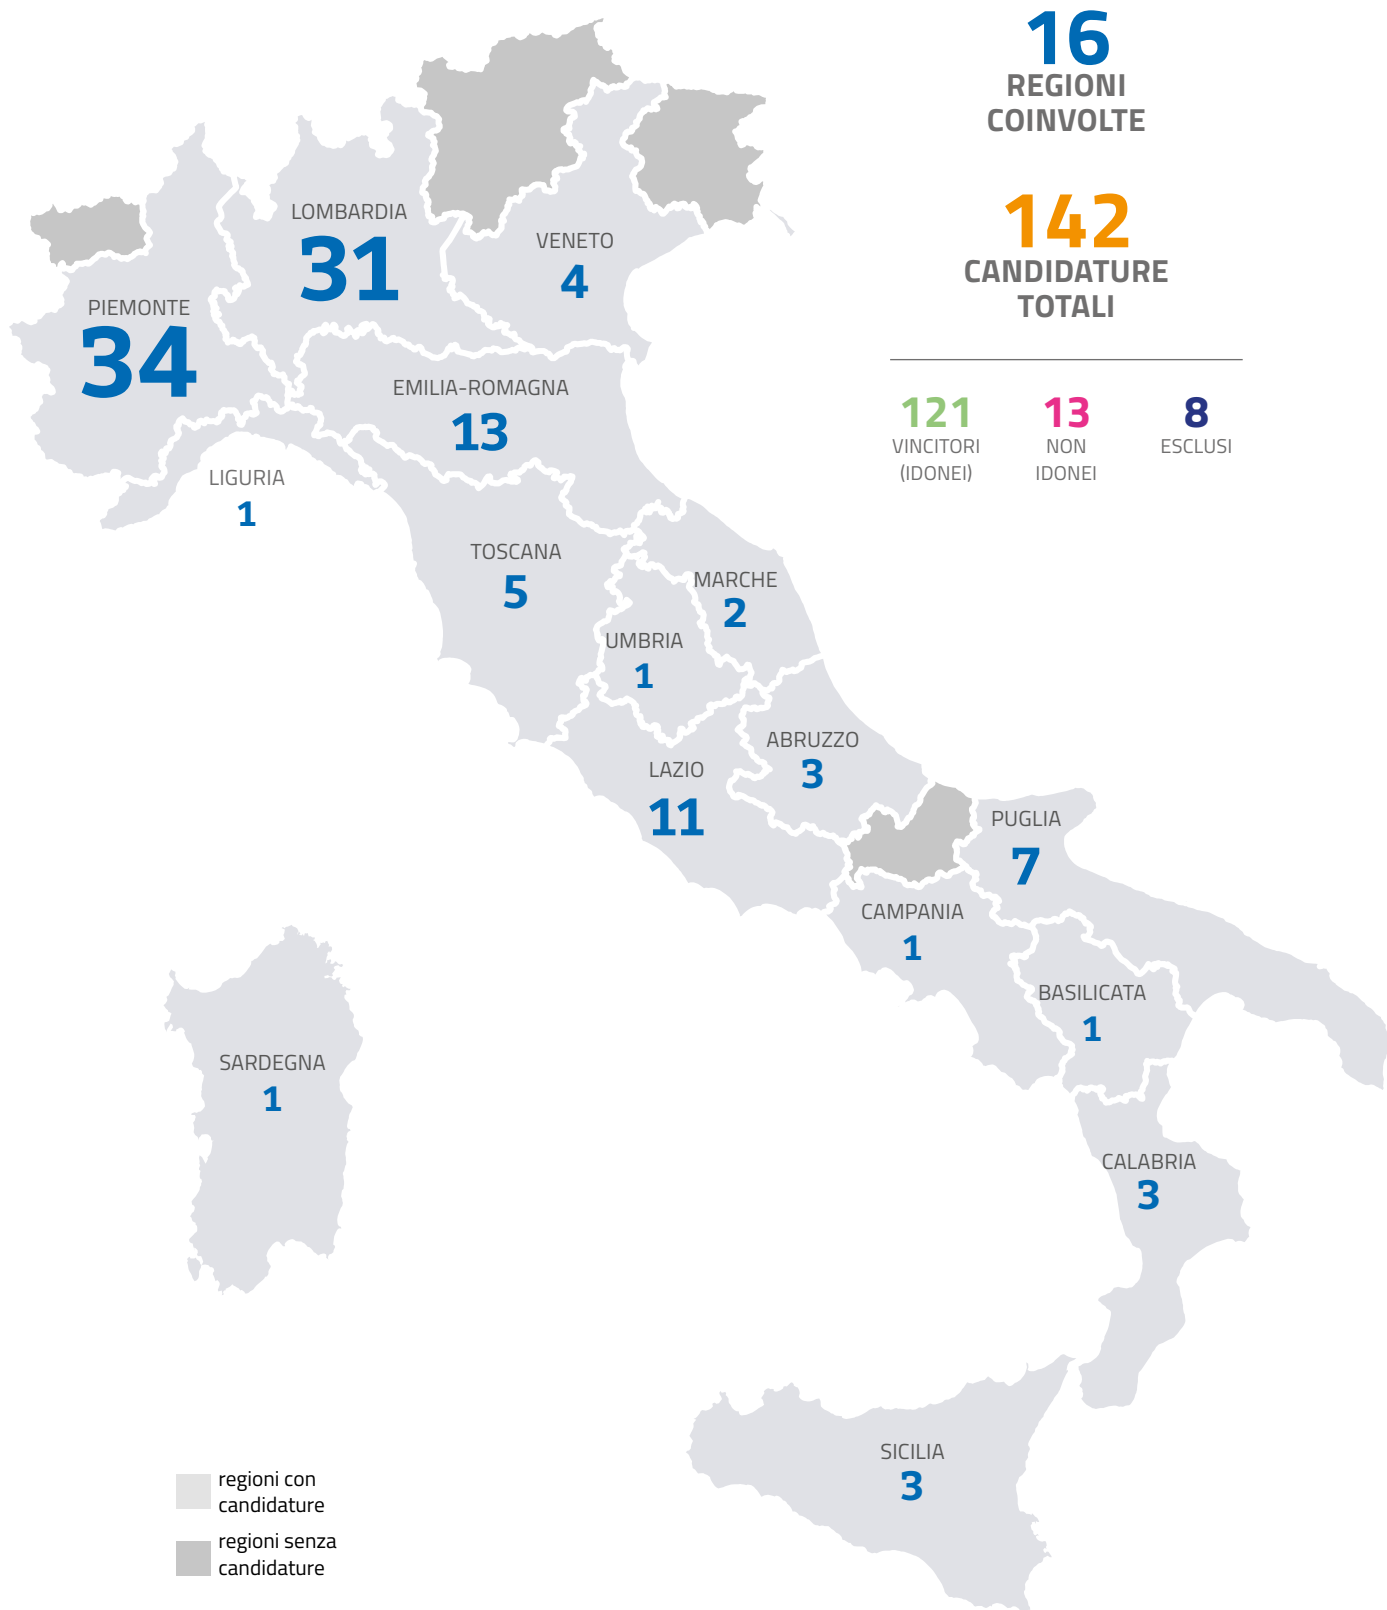 16
REGIONI
COINVOLTE
142
CANDIDATURE
TOTALI
121
VINCITORI
(IDONEI)
13
NON
IDONEI
8
ESCLUSI
LOMBARDIA
31
VENETO
4
PIEMONTE
34
EMILIA-ROMAGNA
13
LIGURIA
1
TOSCANA
5
MARCHE
2
UMBRIA
1
ABRUZZO
3
LAZIO
11
PUGLIA
7
CAMPANIA
1
BASILICATA
1
SARDEGNA
1
CALABRIA
3
SICILIA
3
regioni con
candidature
regioni senza
candidature